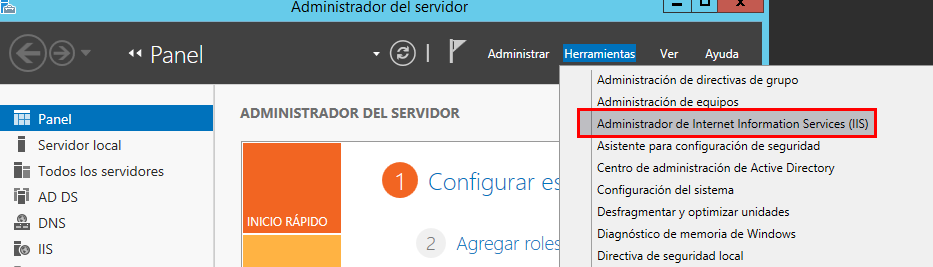 Administrador del servidor
Panel
Administrar Herramientas Ver Ayuda
Panel
Servidor local
Todos los servidores
AD DS
DNS
IIS
ADMINISTRADOR DEL SERVIDOR
INICIO RÁPIDO
1 Configurar es
2 Agregar roles
Administración de directivas de grupo
Administración de equipos
Administrador de Internet Information Services (IIS)
Asistente para configuración de seguridad
Centro de administración de Active Directory
Configuración del sistema
Desfragmentar y optimizar unidades
Diagnóstico de memoria de Windows
Directiva de seguridad local